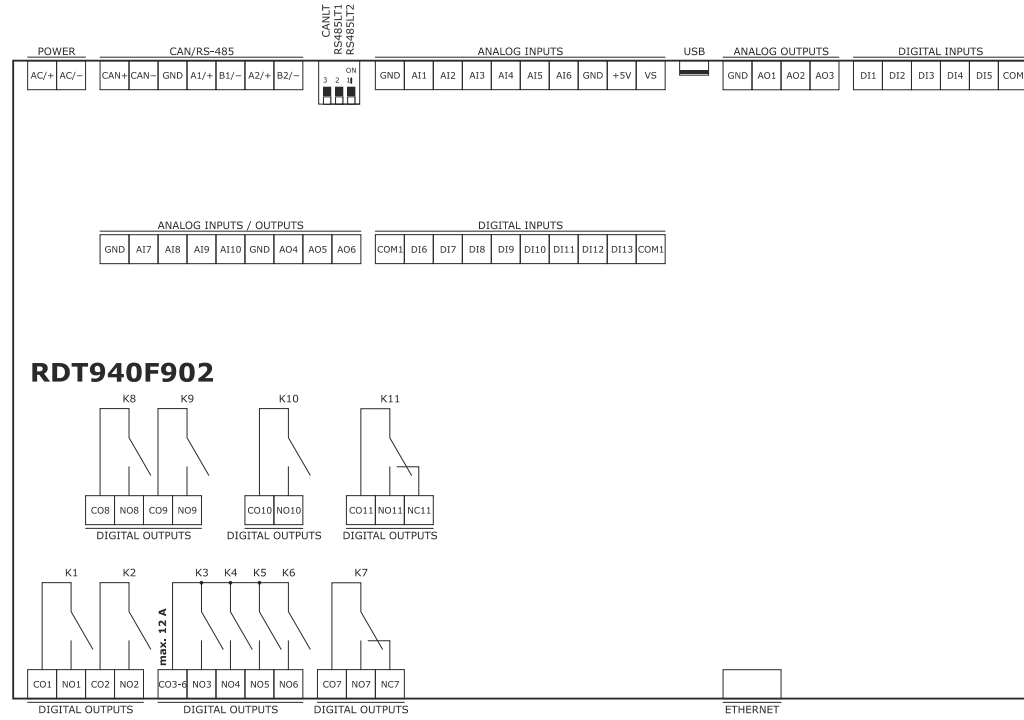 CANLT
RS485LT1
RS485LT2
POWER CAN/RS-485 ANALOG INPUTS USB ANALOG OUTPUTS DIGITAL INPUTS
ON
AC/+ AC/− CAN+ CAN− GND A1/+ B1/− A2/+ B2/− 3 2 1 GND AI1 AI2 AI3 AI4 AI5 AI6 GND +5V VS GND AO1 AO2 AO3 DI1 DI2 DI3 DI4 DI5 COM
ANALOG INPUTS / OUTPUTS DIGITAL INPUTS
GND AI7 AI8 AI9 AI10 GND AO4 AO5 AO6 COM1 DI6 DI7 DI8 DI9 DI10 DI11 DI12 DI13 COM1
RDT940F902
K8 K9 K10 K11
CO8 NO8 CO9 NO9 CO10 NO10 CO11 NO11 NC11
DIGITAL OUTPUTS DIGITAL OUTPUTS DIGITAL OUTPUTS
K1 K2 K3 K4 K5 K6 K7
max. 12 A
CO1 NO1 CO2 NO2 CO3-6 NO3 NO4 NO5 NO6 CO7 NO7 NC7
DIGITAL OUTPUTS DIGITAL OUTPUTS DIGITAL OUTPUTS ETHERNET